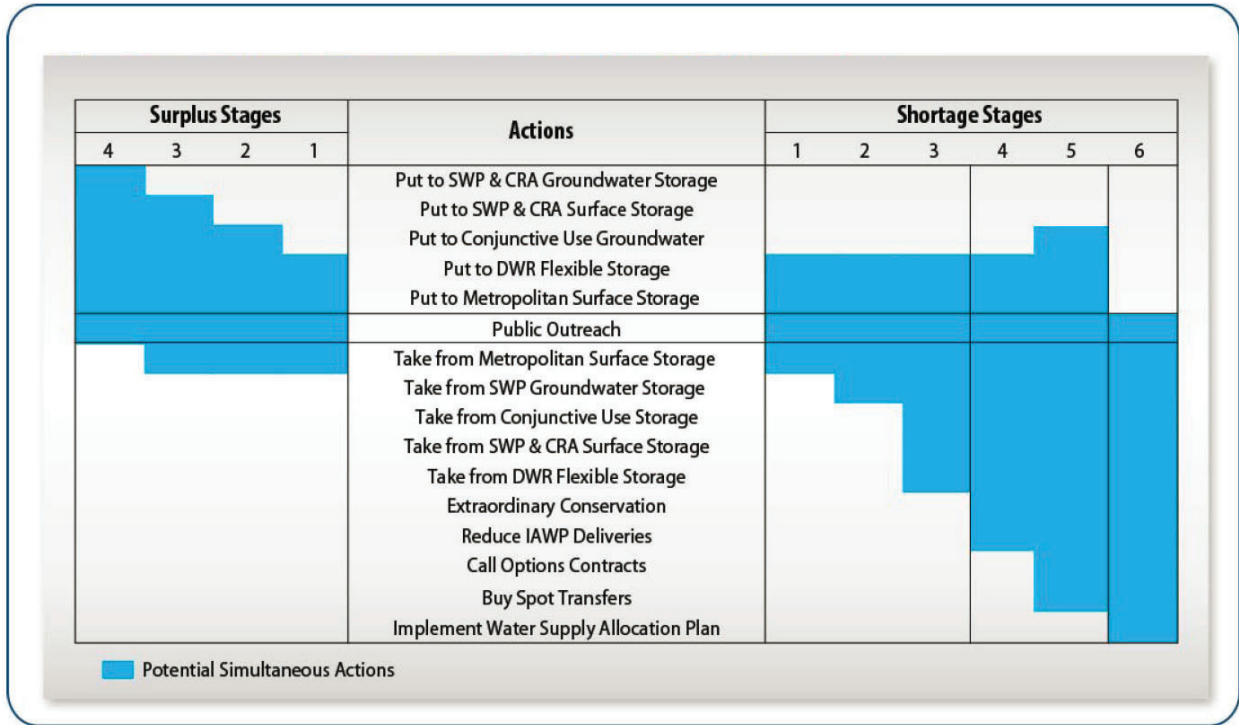 Surplus Stages Actions Shortage Stages
4 3 2 1 1 2 3 4 5 6
Put to SWP & CRA Groundwater Storage
Put to SWP & CRA Surface Storage
Put to Conjunctive Use Groundwater
Put to DWR Flexible Storage
Put to Metropolitan Surface Storage
Public Outreach
Take from Metropolitan Surface Storage
Take from SWP Groundwater Storage
Take from Conjunctive Use Storage
Take from SWP & CRA Surface Storage
Take from DWR Flexible Storage
Extraordinary Conservation
Reduce IAWP Deliveries
Call Options Contracts
Buy Spot Transfers
Implement Water Supply Allocation Plan
Potential Simultaneous Actions